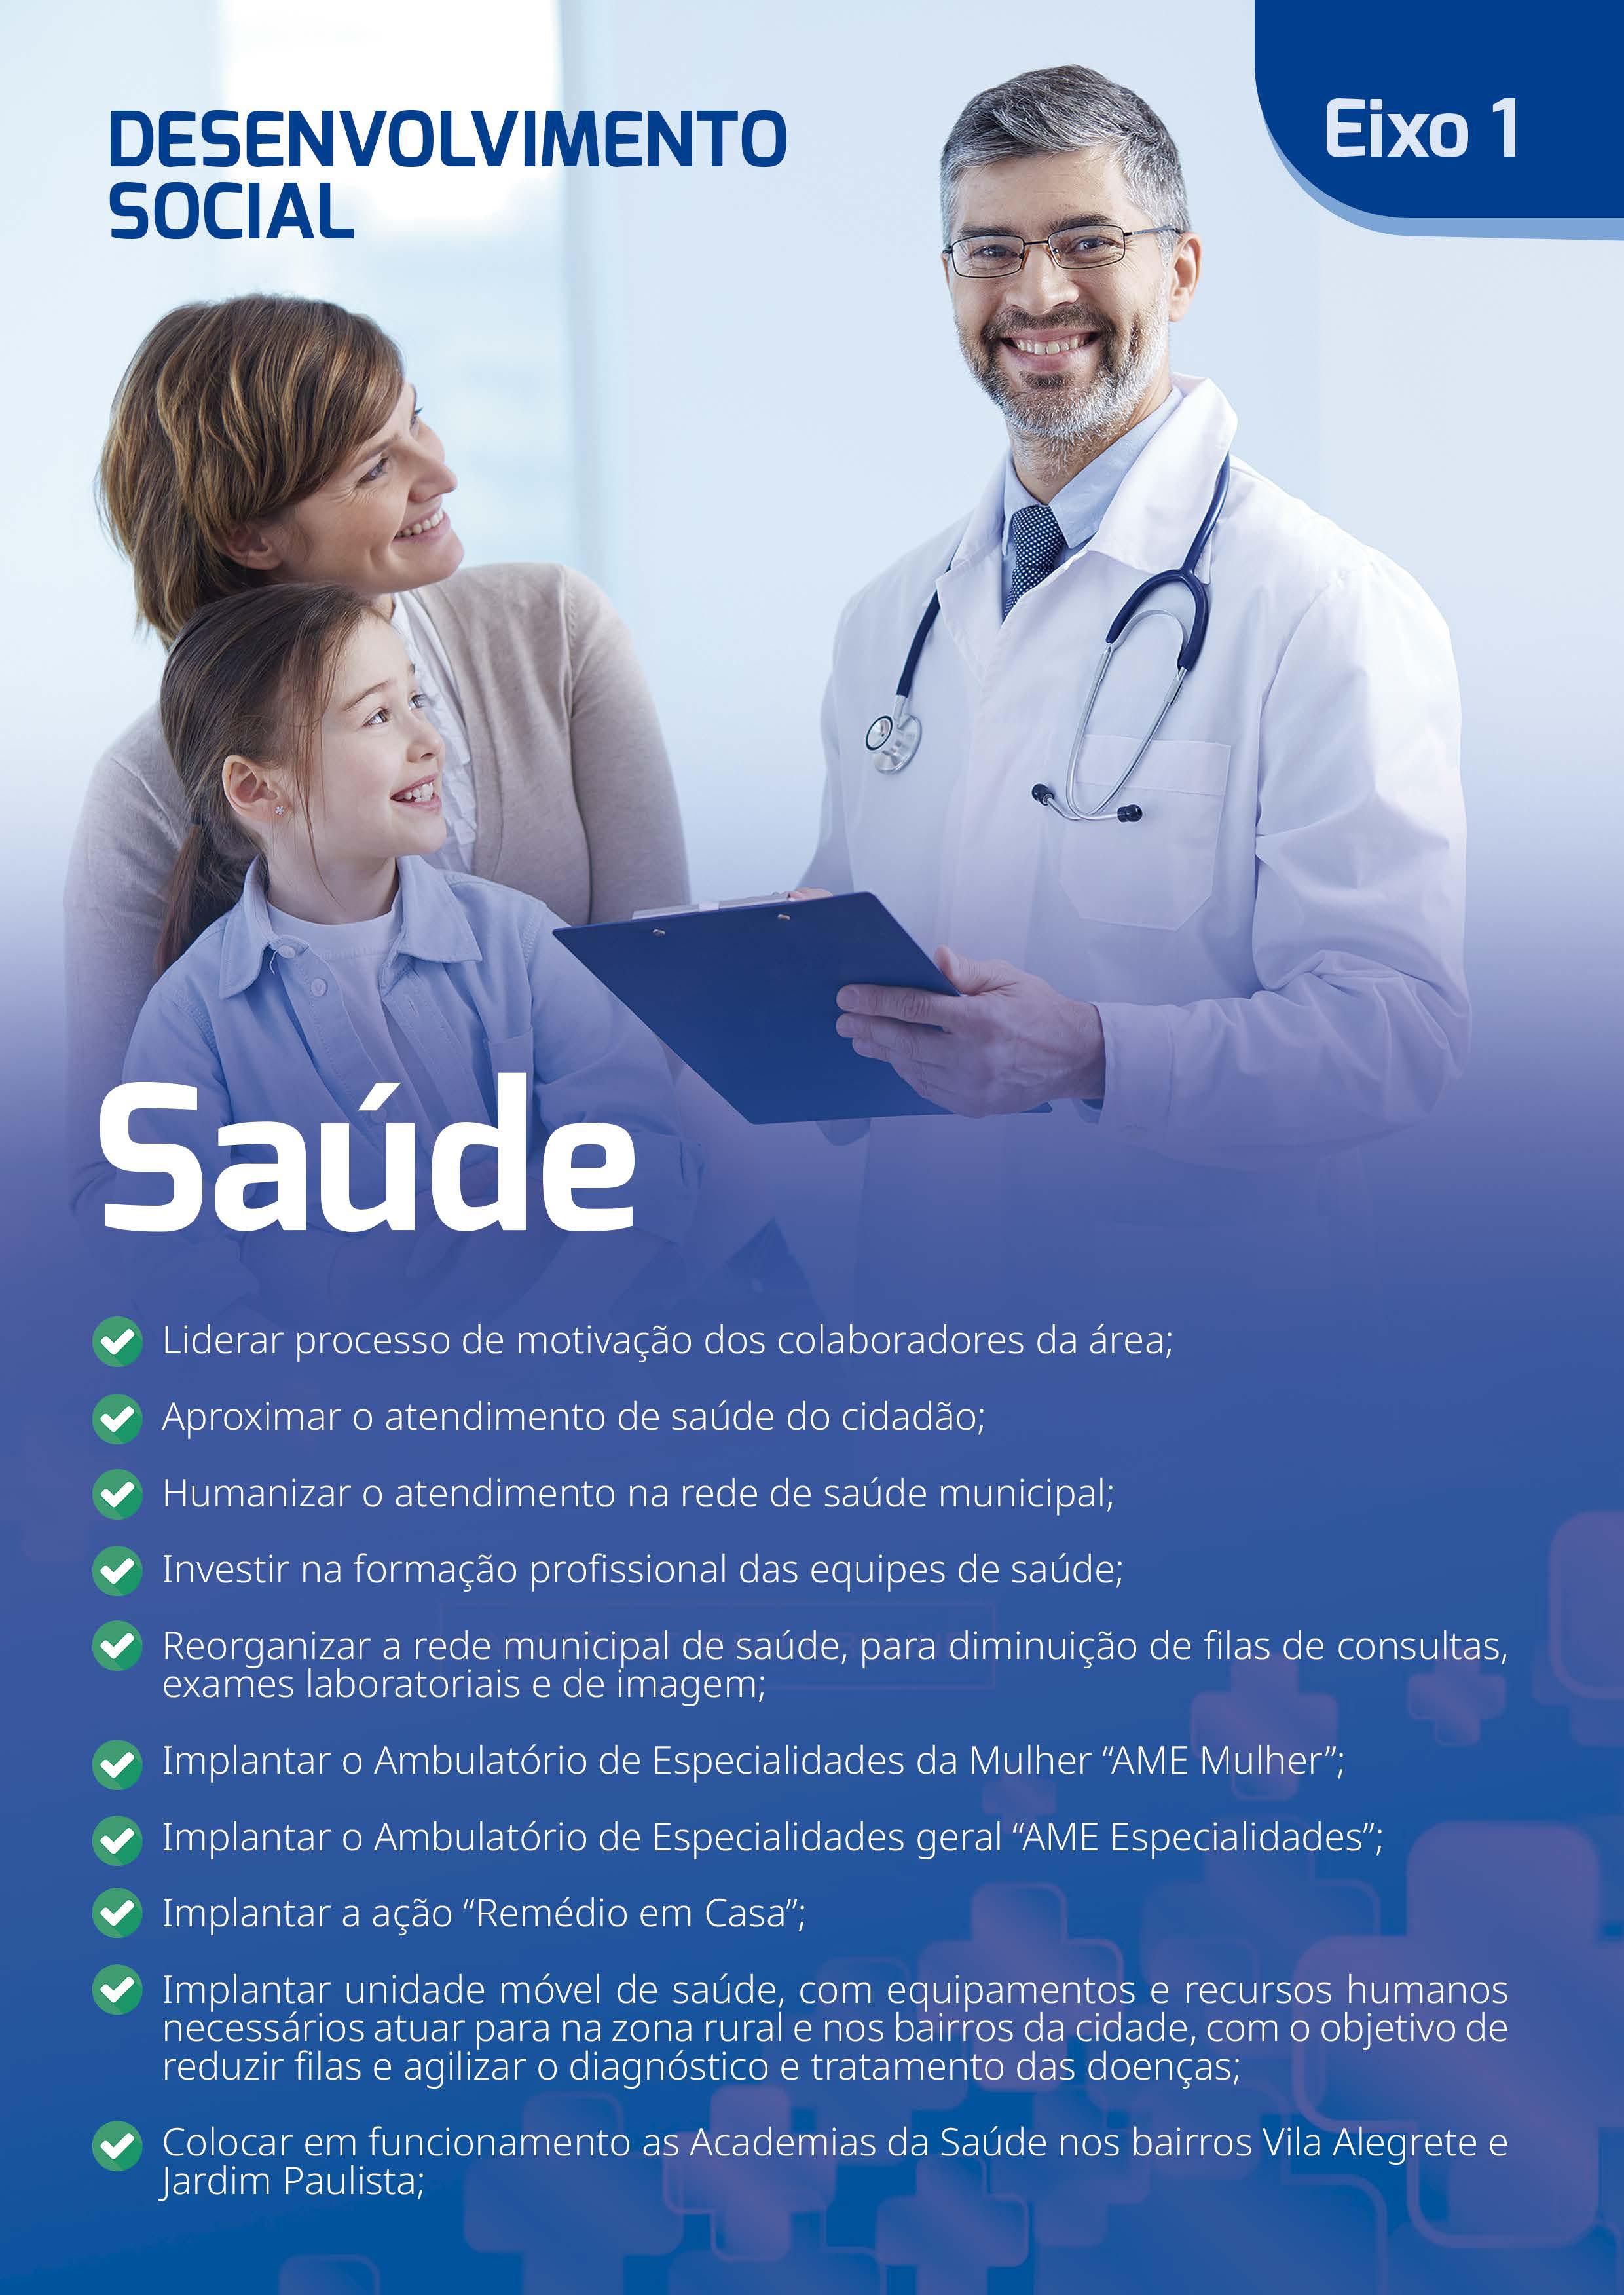 DESENVOLVIMENTO
SOCIAL
Eixo 1
Saúde
Liderar processo de motivação dos colaboradores da área;
Aproximar o atendimento de saúde do cidadão;
Humanizar o atendimento na rede de saúde municipal;
Investir na formação profissional das equipes de saúde;
Reorganizar a rede municipal de saúde, para diminuição de filas de consultas,
exames laboratoriais e de imagem;
Implantar o Ambulatório de Especialidades da Mulher “AME Mulher”;
Implantar o Ambulatório de Especialidades geral “AME Especialidades”;
Implantar a ação “Remédio em Casa”;
Implantar unidade móvel de saúde, com equipamentos e recursos humanos
necessários atuar para na zona rural e nos bairros da cidade, com o objetivo de
reduzir filas e agilizar o diagnóstico e tratamento das doenças;
Colocar em funcionamento as Academias da Saúde nos bairros Vila Alegrete e
Jardim Paulista;